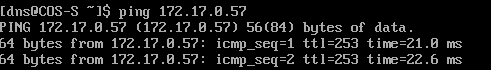 [dns@COS-S ~]$ ping 172.17.0.57
PING 172.17.0.57 (172.17.0.57) 56(84) bytes of data.
64 bytes from 172.17.0.57: icmp_seq=1 ttl=253 time=21.0 ms
64 bytes from 172.17.0.57: icmp_seq=2 ttl=253 time=22.6 ms